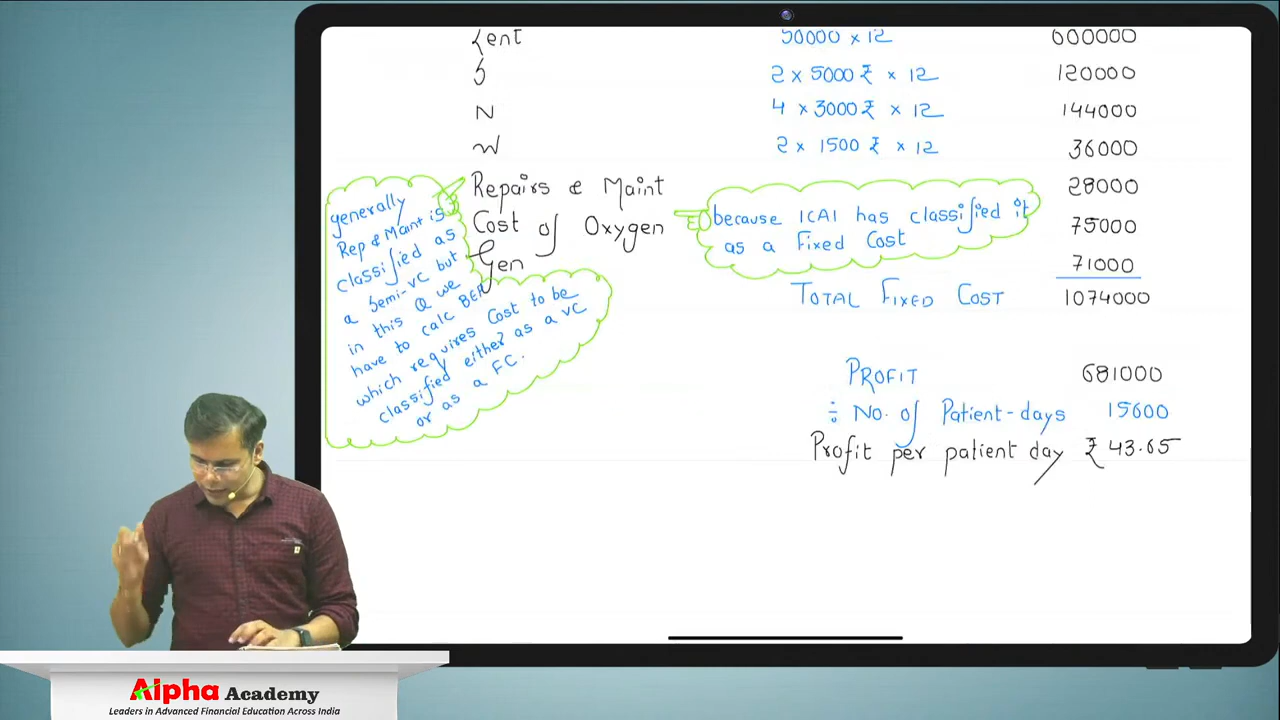 Rent 50000 x 12 600000
S 2 x 5000 ₹ x 12 120000
N 4 x 3000 ₹ x 12 144000
W 2 x 1500 ₹ x 12 36000
Repairs & Maint 28000
Cost of Oxygen 75000
Gen 71000
TOTAL FIXED COST 1074000
generally
Rep & Maint is
classified as
a Semi-VC but
in this Q we
have to calc BEP
which requires Cost to be
classified either as a VC
or as a FC.
because ICAI has classified it
as a Fixed Cost
PROFIT 681000
÷ No. of Patient-days 15600
Profit per patient day ₹ 43.65
Alpha Academy
Leaders in Advanced Financial Education Across India